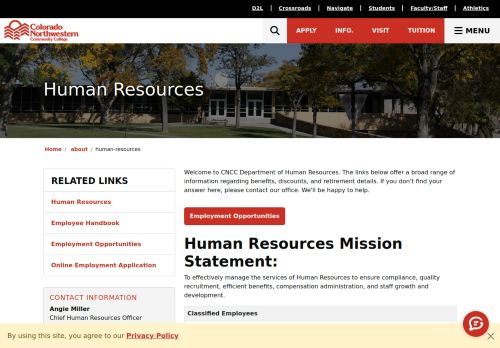 D2L | Crossroads | Navigate | Students | Faculty/Staff | Athletics
Colorado
Northwestern
Community College
APPLY INFO. VISIT TUITION MENU
Human Resources
Home / about / human-resources
RELATED LINKS
Human Resources
Employee Handbook
Employment Opportunities
Online Employment Application
CONTACT INFORMATION
Angie Miller
Chief Human Resources Officer
Welcome to CNCC Department of Human Resources. The links below offer a broad range of
information regarding benefits, discounts, and retirement details. If you don't find your
answer here, please contact our office. We'll be happy to help.
Employment Opportunities
Human Resources Mission
Statement:
To effectively manage the services of Human Resources to ensure compliance, quality
recruitment, efficient benefits, compensation administration, and staff growth and
development.
Classified Employees
By using this site, you agree to our Privacy Policy